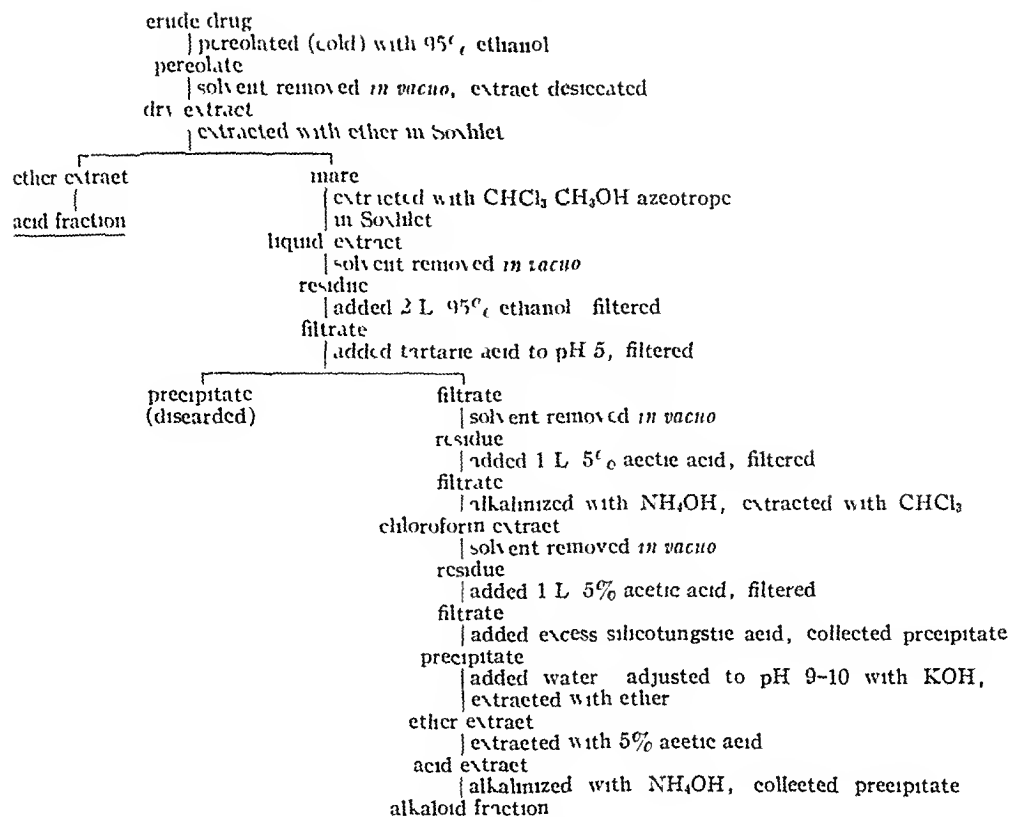 crude drug
percolated (cold) with 95% ethanol
percolate
solvent removed in vacuo, extract desiccated
dry extract
extracted with ether in Soxhlet
ether extract marc
extracted with CHCl₃ CH₃OH azeotrope
acid fraction in Soxhlet
liquid extract
solvent removed in vacuo
residue
added 2 L 95% ethanol filtered
filtrate
added tartaric acid to pH 5, filtered
precipitate filtrate
(discarded) solvent removed in vacuo
residue
added 1 L 5% acetic acid, filtered
filtrate
alkalinized with NH₄OH, extracted with CHCl₃
chloroform extract
solvent removed in vacuo
residue
added 1 L 5% acetic acid, filtered
filtrate
added excess silicotungstic acid, collected precipitate
precipitate
added water adjusted to pH 9-10 with KOH,
extracted with ether
ether extract
extracted with 5% acetic acid
acid extract
alkalinized with NH₄OH, collected precipitate
alkaloid fraction